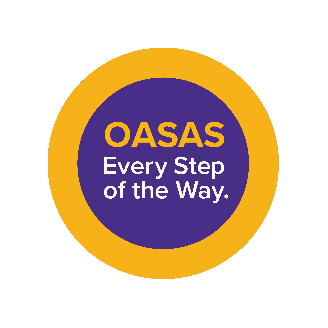 OASAS
Every Step
of the Way.